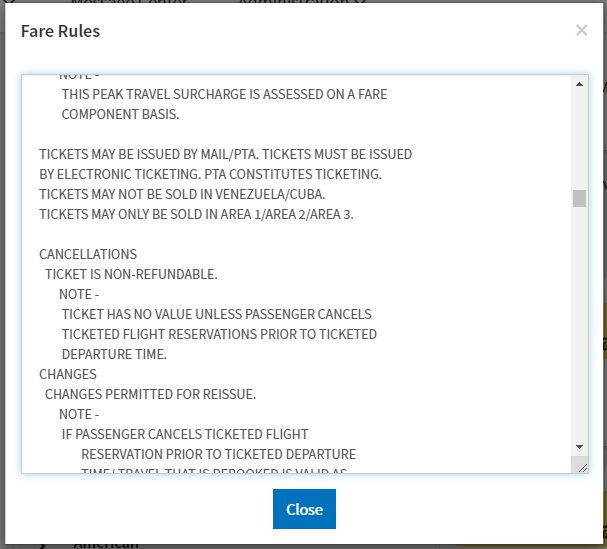 Message Center Administration
Fare Rules
×
NOTE -
THIS PEAK TRAVEL SURCHARGE IS ASSESSED ON A FARE
COMPONENT BASIS.
TICKETS MAY BE ISSUED BY MAIL/PTA. TICKETS MUST BE ISSUED
BY ELECTRONIC TICKETING. PTA CONSTITUTES TICKETING.
TICKETS MAY NOT BE SOLD IN VENEZUELA/CUBA.
TICKETS MAY ONLY BE SOLD IN AREA 1/AREA 2/AREA 3.
CANCELLATIONS
TICKET IS NON-REFUNDABLE.
NOTE -
TICKET HAS NO VALUE UNLESS PASSENGER CANCELS
TICKETED FLIGHT RESERVATIONS PRIOR TO TICKETED
DEPARTURE TIME.
CHANGES
CHANGES PERMITTED FOR REISSUE.
NOTE -
IF PASSENGER CANCELS TICKETED FLIGHT
RESERVATION PRIOR TO TICKETED DEPARTURE
TIME/ TRAVEL THAT IS REBOOKED IS VALID AS
Close
American